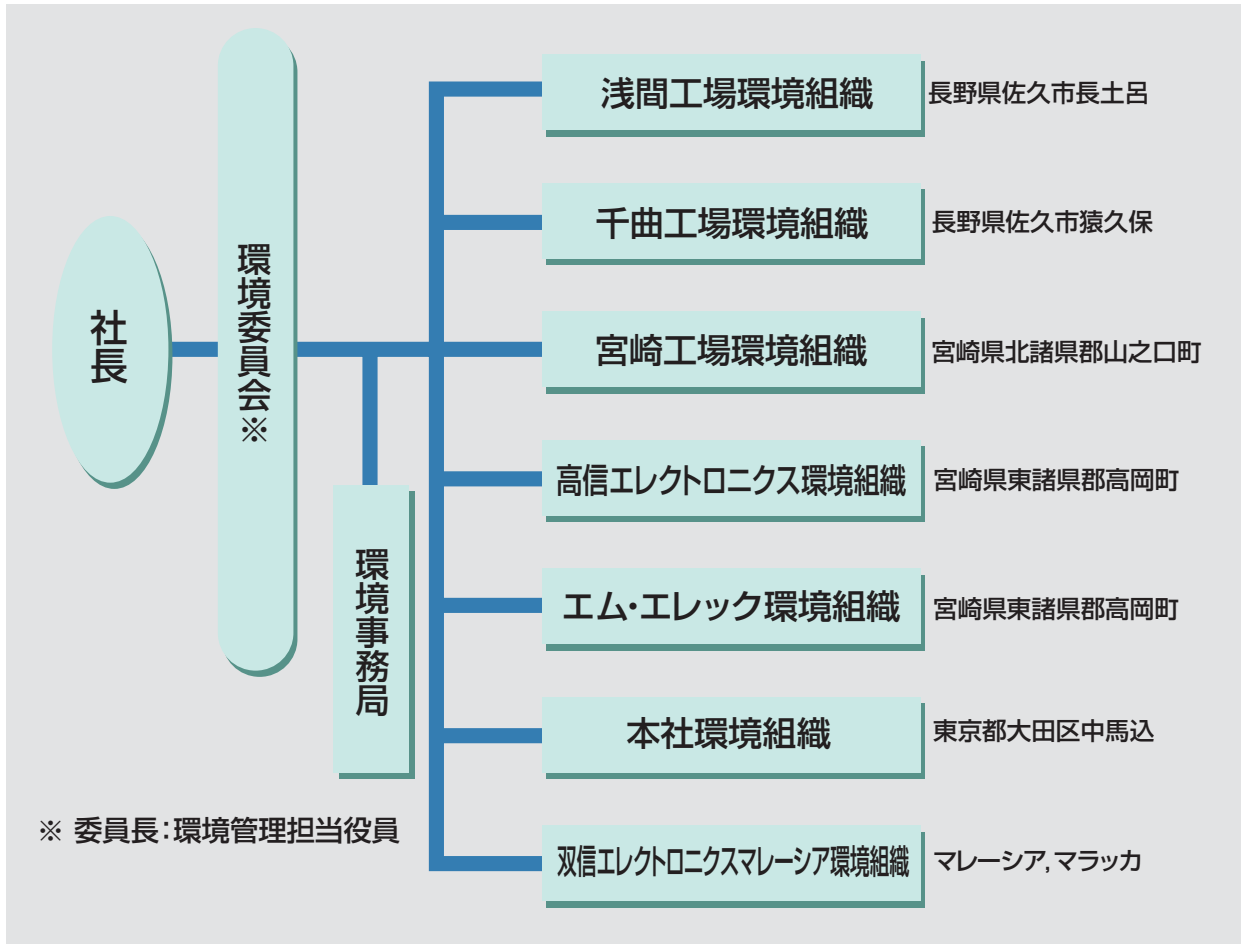 社長
環境委員会※
環境事務局
浅間工場環境組織
長野県佐久市長土呂
千曲工場環境組織
長野県佐久市猿久保
宮崎工場環境組織
宮崎県北諸県郡山之口町
高信エレクトロニクス環境組織
宮崎県東諸県郡高岡町
エム・エレック環境組織
宮崎県東諸県郡高岡町
本社環境組織
東京都大田区中馬込
双信エレクトロニクスマレーシア環境組織
マレーシア,マラッカ
※ 委員長:環境管理担当役員